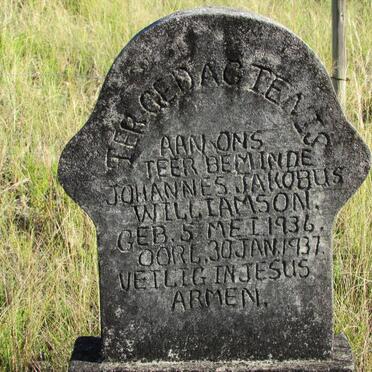 TER GEDAGTENIS
AAN ONS
TEER BEMINDE
JOHANNES JAKOBUS
WILLIAMSON.
GEB. 5 MEI 1936.
OORL. 30 JAN. 1937.
VEILIG IN JESUS
ARMEN.